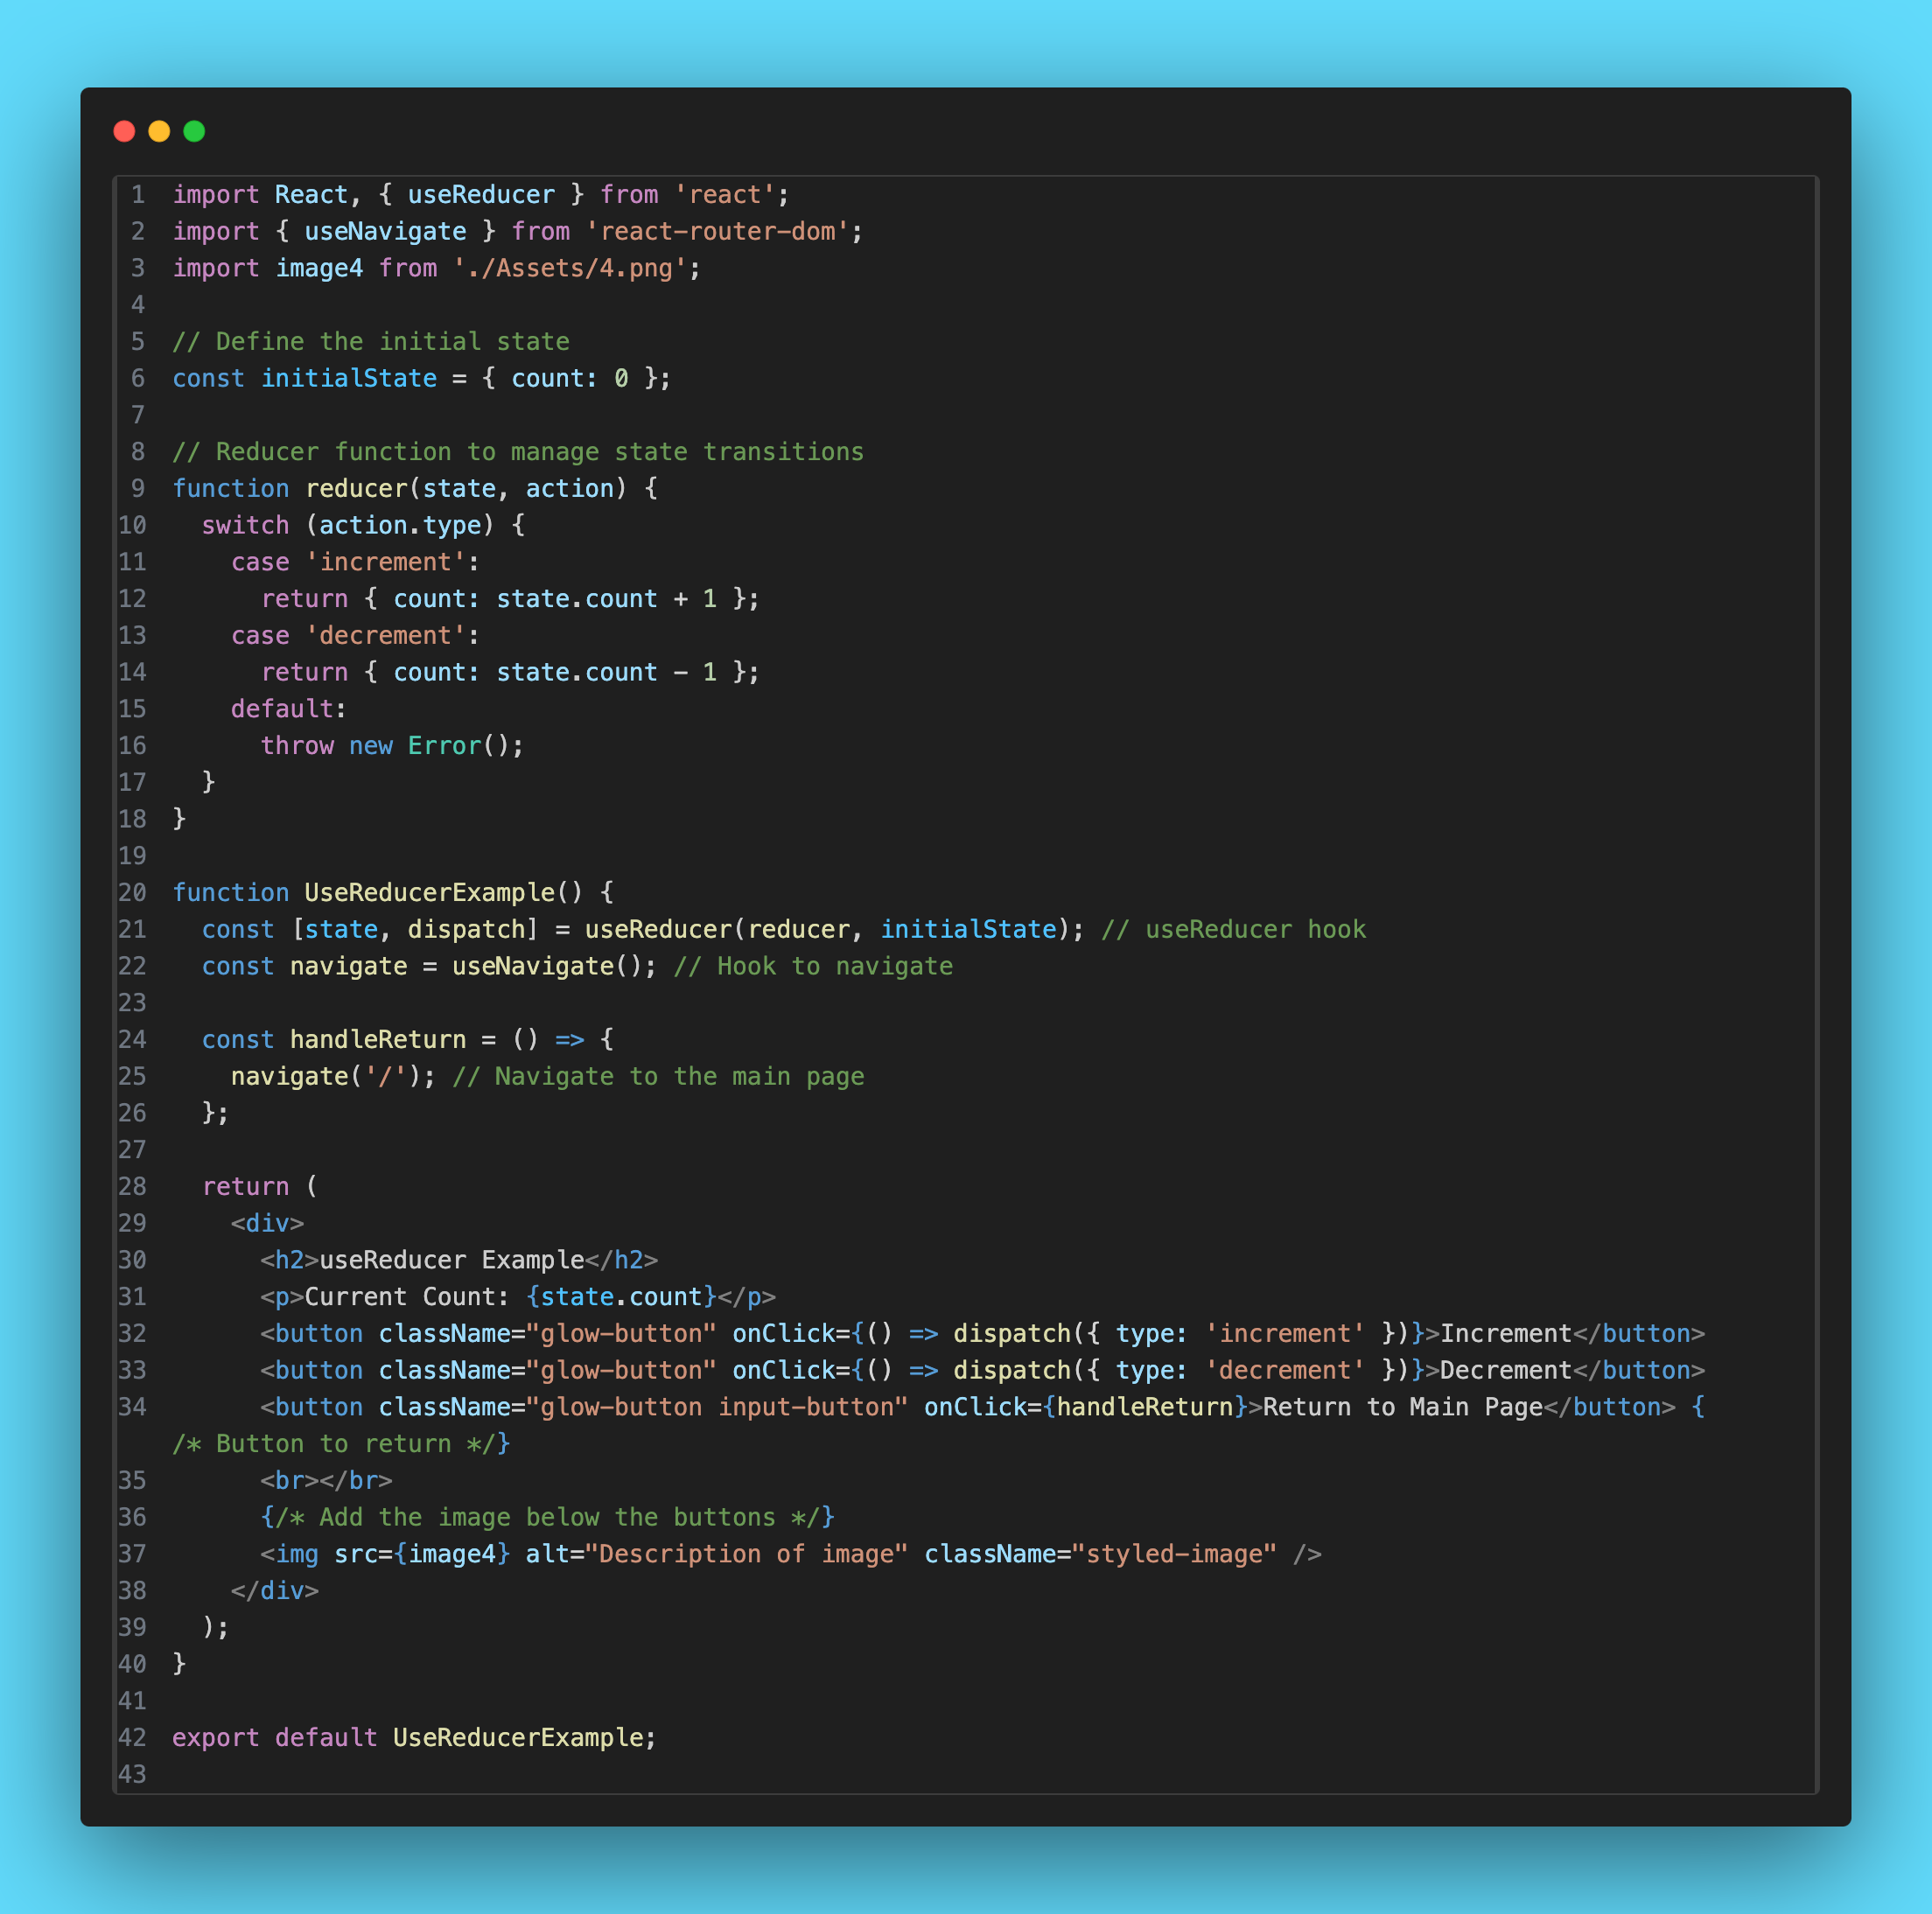 1 import React, { useReducer } from 'react';
2 import { useNavigate } from 'react-router-dom';
3 import image4 from './Assets/4.png';
4
5 // Define the initial state
6 const initialState = { count: 0 };
7
8 // Reducer function to manage state transitions
9 function reducer(state, action) {
10   switch (action.type) {
11     case 'increment':
12       return { count: state.count + 1 };
13     case 'decrement':
14       return { count: state.count - 1 };
15     default:
16       throw new Error();
17   }
18 }
19
20 function UseReducerExample() {
21   const [state, dispatch] = useReducer(reducer, initialState); // useReducer hook
22   const navigate = useNavigate(); // Hook to navigate
23
24   const handleReturn = () => {
25     navigate('/'); // Navigate to the main page
26   };
27
28   return (
29     <div>
30       <h2>useReducer Example</h2>
31       <p>Current Count: {state.count}</p>
32       <button className="glow-button" onClick={() => dispatch({ type: 'increment' })}>Increment</button>
33       <button className="glow-button" onClick={() => dispatch({ type: 'decrement' })}>Decrement</button>
34       <button className="glow-button input-button" onClick={handleReturn}>Return to Main Page</button> {
/* Button to return */}
35       <br></br>
36       {/* Add the image below the buttons */}
37       <img src={image4} alt="Description of image" className="styled-image" />
38     </div>
39   );
40 }
41
42 export default UseReducerExample;
43